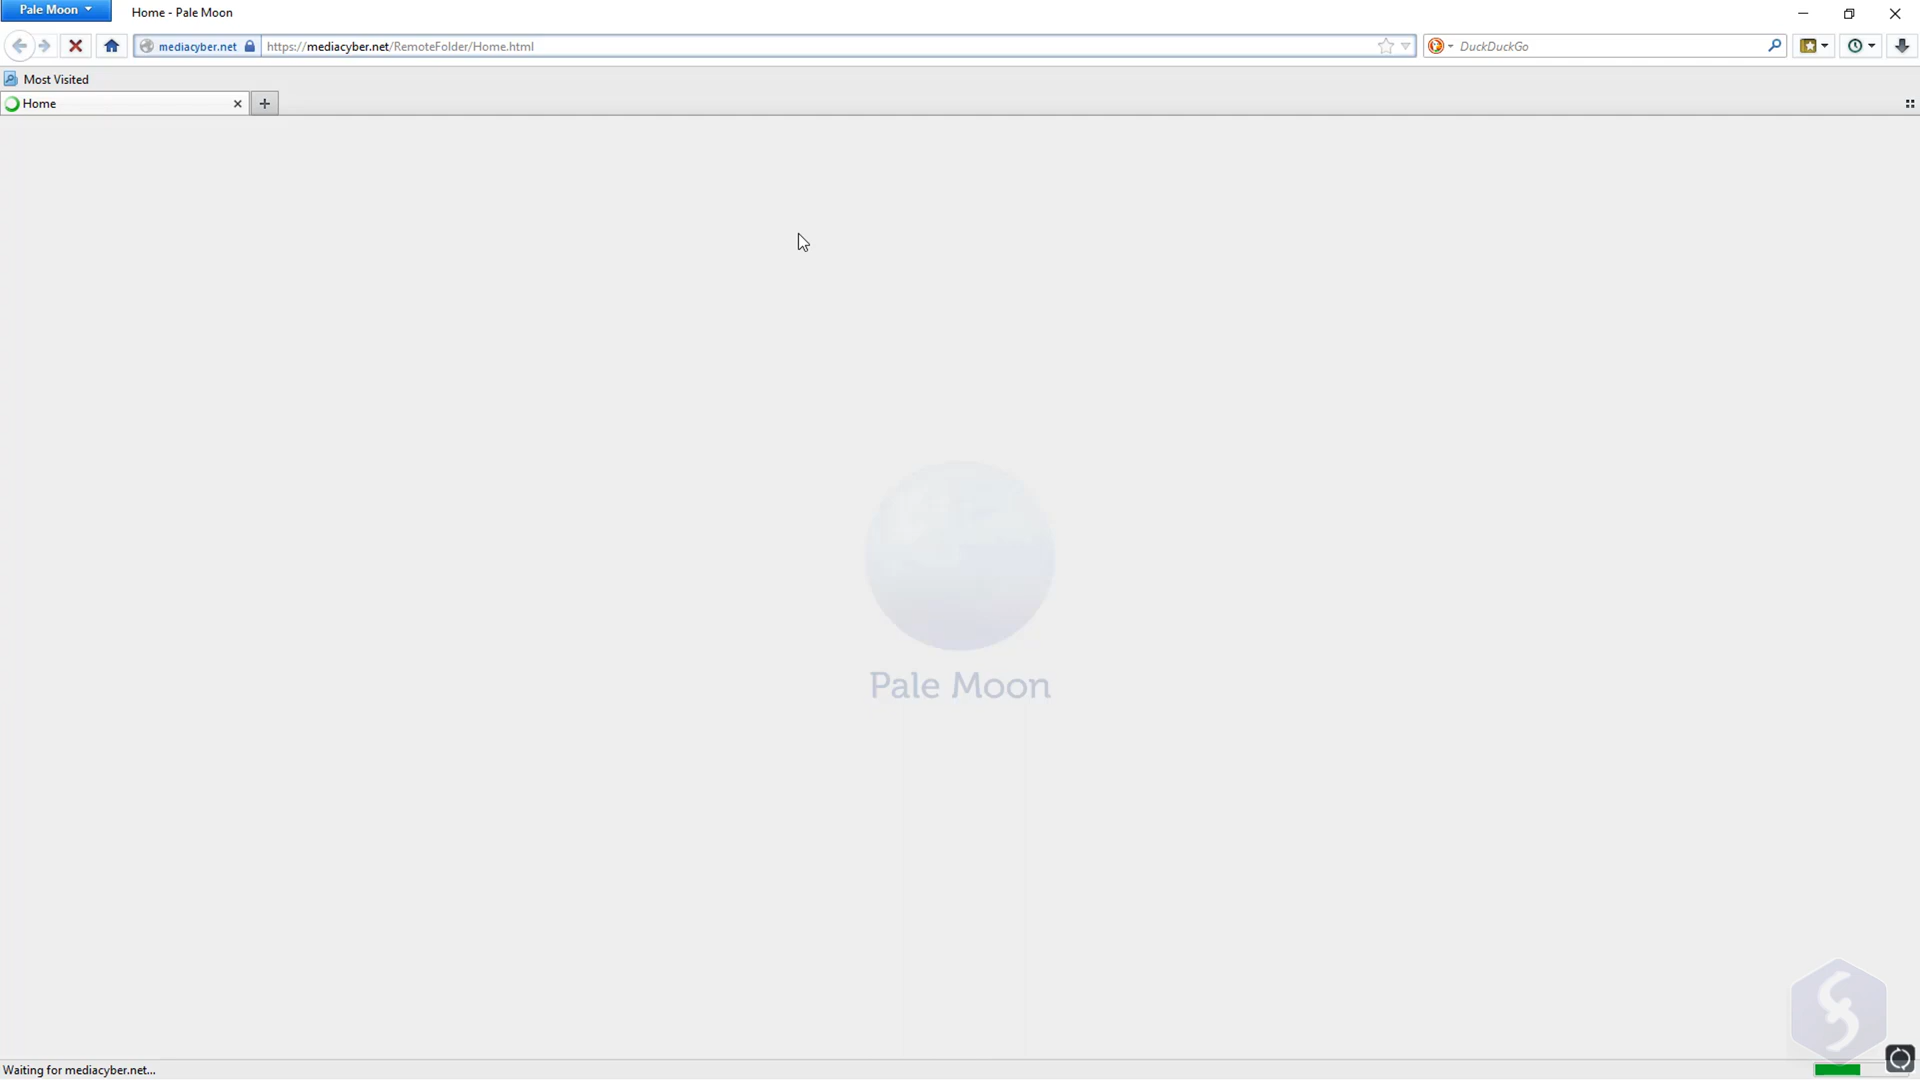 Pale Moon
Home - Pale Moon
mediacyber.net
https://mediacyber.net/RemoteFolder/Home.html
DuckDuckGo
Most Visited
Home
Pale Moon
Waiting for mediacyber.net...